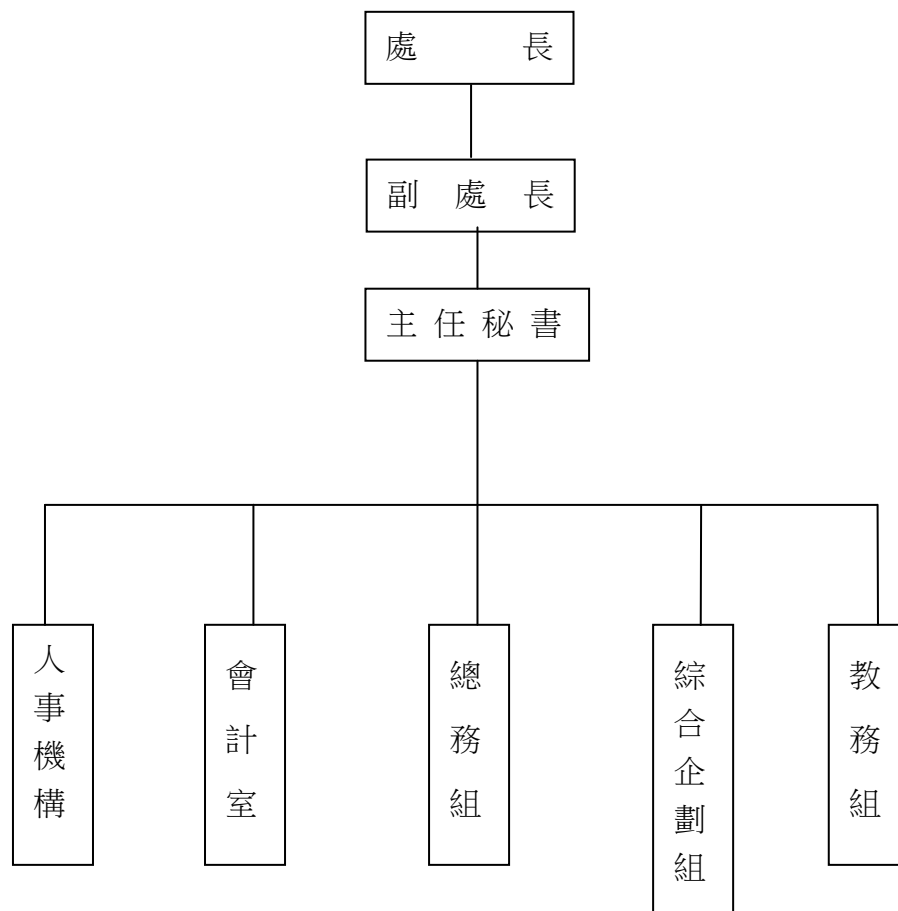 處長
副處長
主任秘書
人事機構
會計室
總務組
綜合企劃組
教務組